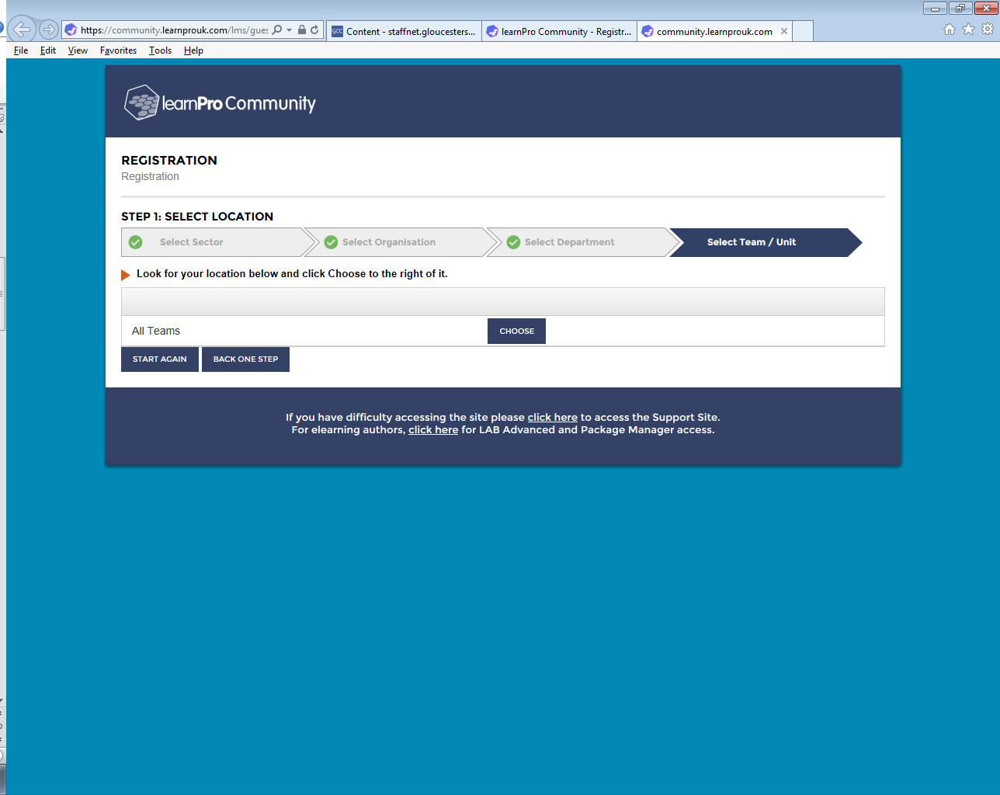 https://community.learnprouk.com/lms/gues
GCC Content - staffnet.gloucesters...
learnPro Community - Registr...
community.learnprouk.com
File Edit View Favorites Tools Help
learnPro Community
REGISTRATION
Registration
STEP 1: SELECT LOCATION
Select Sector
Select Organisation
Select Department
Select Team / Unit
Look for your location below and click Choose to the right of it.
All Teams
CHOOSE
START AGAIN
BACK ONE STEP
If you have difficulty accessing the site please click here to access the Support Site.
For elearning authors, click here for LAB Advanced and Package Manager access.